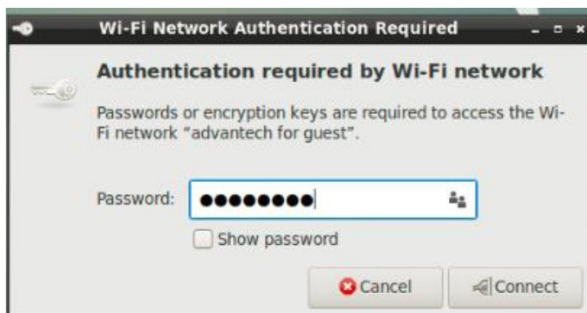 Wi-Fi Network Authentication Required
Authentication required by Wi-Fi network
Passwords or encryption keys are required to access the Wi-
Fi network “advantech for guest”.
Password: ●●●●●●●●
Show password
Cancel Connect